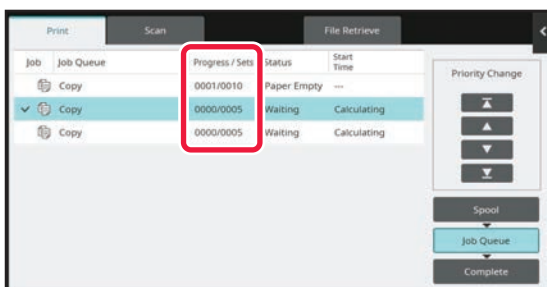 Print Scan File Retrieve
Job Job Queue Progress / Sets Status Start Time
Copy 0001/0010 Paper Empty ---
Copy 0000/0005 Waiting Calculating
Copy 0000/0005 Waiting Calculating
Priority Change
Spool
Job Queue
Complete